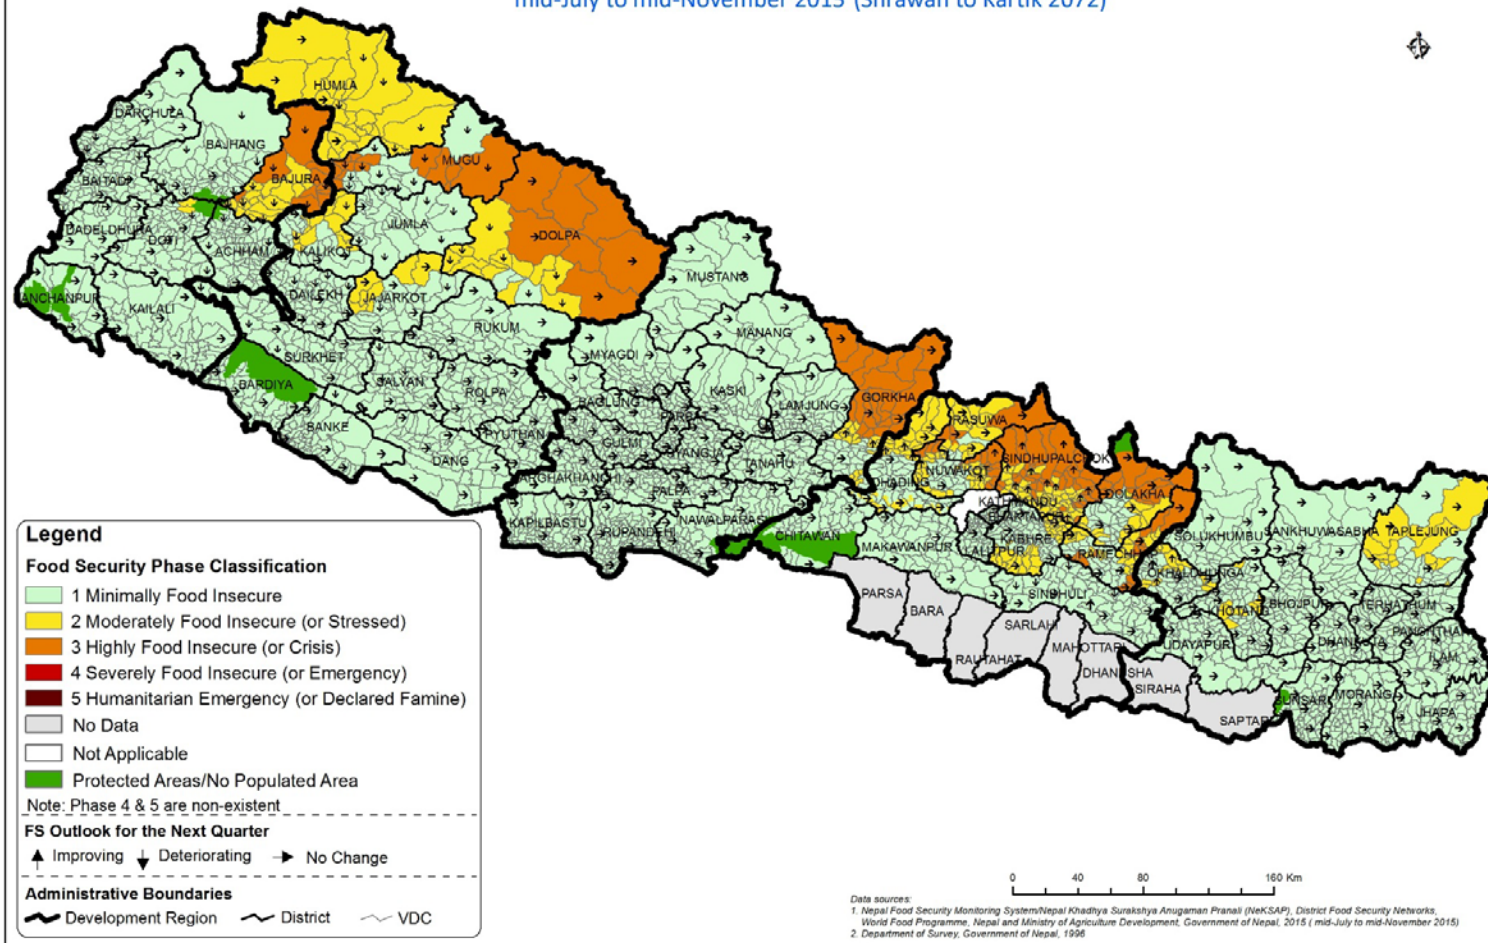 mid-July to mid-November 2015 (Shrawan to Kartik 2072)
HUMLA
DARCHULA
BAJHANG
MUGU
BAITADI
BAJURA
JUMLA
DADELDHURA
DOTI
DOLPA
ACHHAM
KALIKOT
MUSTANG
ANCHANPUR
DAILEKH
JAJARKOT
KAILALI
RUKUM
MANANG
SURKHET
MYAGDI
BARDIYA
SALYAN
ROLPA
KASKI
GORKHA
BAGLUNG
LAMJUNG
PARBAT
RASUWA
BANKE
PYUTHAN
GULMI
SYANGJA
SINDHUPALCHOK
DANG
TANAHU
NUWAKOT
ARGHAKHANCHI
DHADING
PALPA
DOLAKHA
KATHMANDU
BHAKTAPUR
KAPILBASTU
RUPANDEHI
NAWALPARASI
CHITAWAN
MAKAWANPUR
KABHRE
LALITPUR
RAMECHHAP
SOLUKHUMBU
SANKHUWASABHA
TAPLEJUNG
OKHALDHUNGA
PARSA
SINDHULI
KHOTANG
BHOJPUR
TERHATHUM
BARA
SARLAHI
PANCHTHAR
DHANKUTA
UDAYAPUR
MAHOTTARI
ILAM
RAUTAHAT
DHANUSHA
SIRAHA
SUNSARI
MORANG
JHAPA
SAPTARI
Legend
Food Security Phase Classification
1 Minimally Food Insecure
2 Moderately Food Insecure (or Stressed)
3 Highly Food Insecure (or Crisis)
4 Severely Food Insecure (or Emergency)
5 Humanitarian Emergency (or Declared Famine)
No Data
Not Applicable
Protected Areas/No Populated Area
Note: Phase 4 & 5 are non-existent
FS Outlook for the Next Quarter
Improving Deteriorating No Change
Administrative Boundaries
Development Region District VDC
0 40 80 160 Km
Data sources:
1. Nepal Food Security Monitoring System/Nepal Khadhya Surakshya Anugaman Pranali (NeKSAP), District Food Security Networks,
World Food Programme, Nepal and Ministry of Agriculture Development, Government of Nepal, 2015 ( mid-July to mid-November 2015)
2. Department of Survey, Government of Nepal, 1996